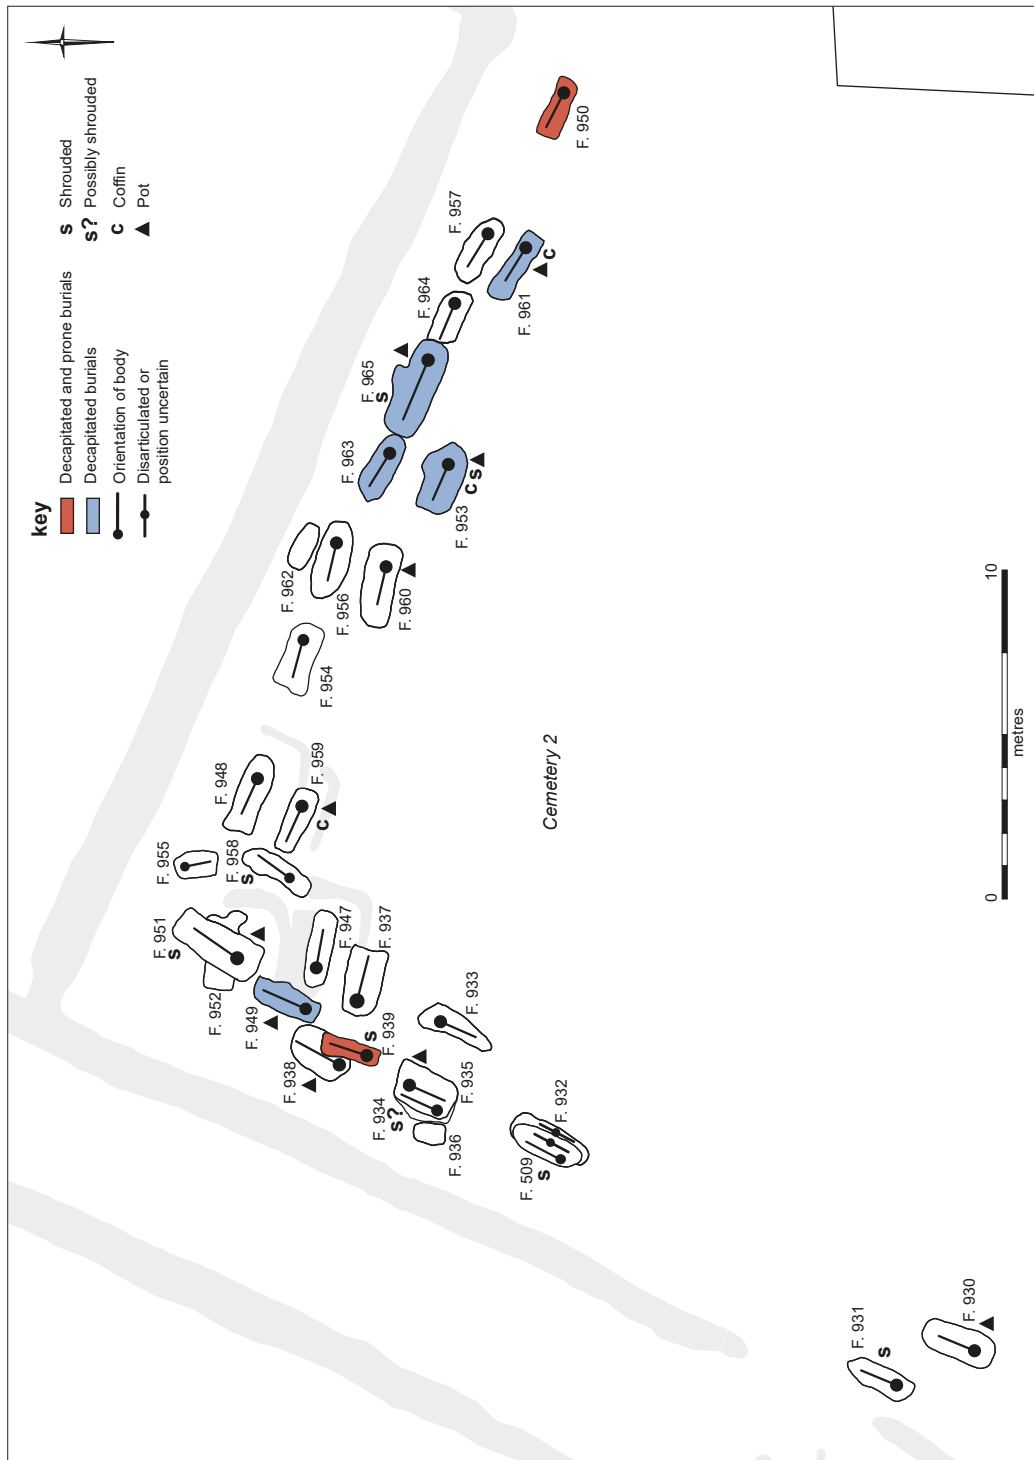 key
Decapitated and prone burials
Decapitated burials
Orientation of body
Disarticulated or
position uncertain
s Shrouded
s? Possibly shrouded
c Coffin
Pot
F. 950
F. 957
F. 961
c
F. 964
F. 965
s
F. 963
F. 953
c s
F. 962
F. 956
F. 960
F. 954
F. 948
F. 959
c
F. 955
F. 958
s
F. 951
s
F. 952
F. 947
F. 937
F. 949
F. 938
F. 939
s
F. 933
F. 934
s?
F. 935
F. 936
F. 932
F. 509
s
F. 931
s
F. 930
Cemetery 2
0
10
metres